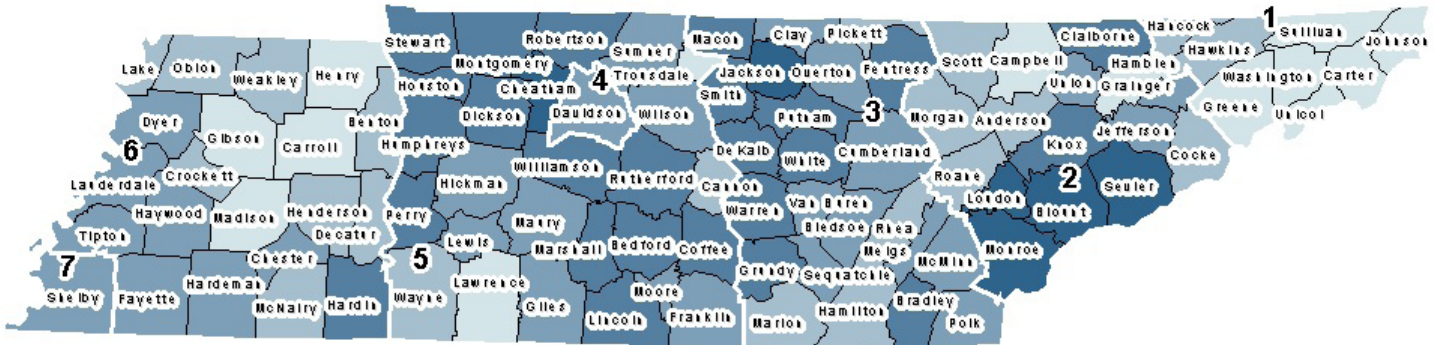 1
Hancock
Sullivan
Johnson
Hawkins
Washington
Carter
Greene
Unicoi
Claiborne
Hamblen
Scott
Campbell
Union
Grainger
Morgan
Anderson
Jefferson
Knox
Cocke
Roane
2
Sevier
Loudon
Blount
Monroe
Macon
Clay
Pickett
Jackson
Overton
Fentress
Smith
Putnam
3
DeKalb
White
Cumberland
Warren
Van Buren
Bledsoe
Rhea
Meigs
McMinn
Grundy
Sequatchie
Bradley
Marion
Hamilton
Polk
Stewart
Robertson
Sumner
Montgomery
4
Trousdale
Houston
Cheatham
Dickson
Davidson
Wilson
Humphreys
Williamson
Rutherford
Hickman
Cannon
Perry
Maury
Lewis
Marshall
Bedford
Coffee
5
Wayne
Lawrence
Giles
Moore
Lincoln
Franklin
Lake
Obion
Weakley
Henry
Dyer
Benton
Gibson
Carroll
6
Crockett
Lauderdale
Haywood
Madison
Henderson
Decatur
Tipton
Chester
7
Shelby
Fayette
Hardeman
McNairy
Hardin